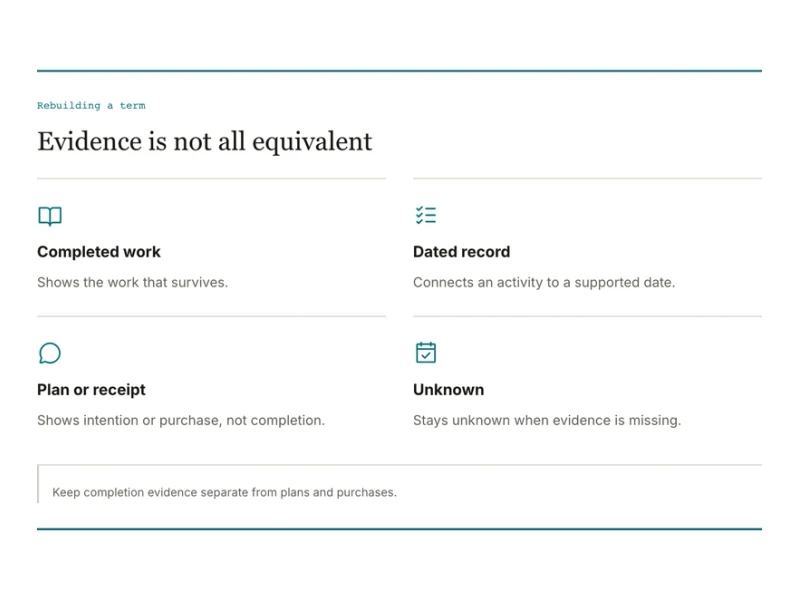 Rebuilding a term
Evidence is not all equivalent
Completed work
Shows the work that survives.
Dated record
Connects an activity to a supported date.
Plan or receipt
Shows intention or purchase, not completion.
Unknown
Stays unknown when evidence is missing.
Keep completion evidence separate from plans and purchases.